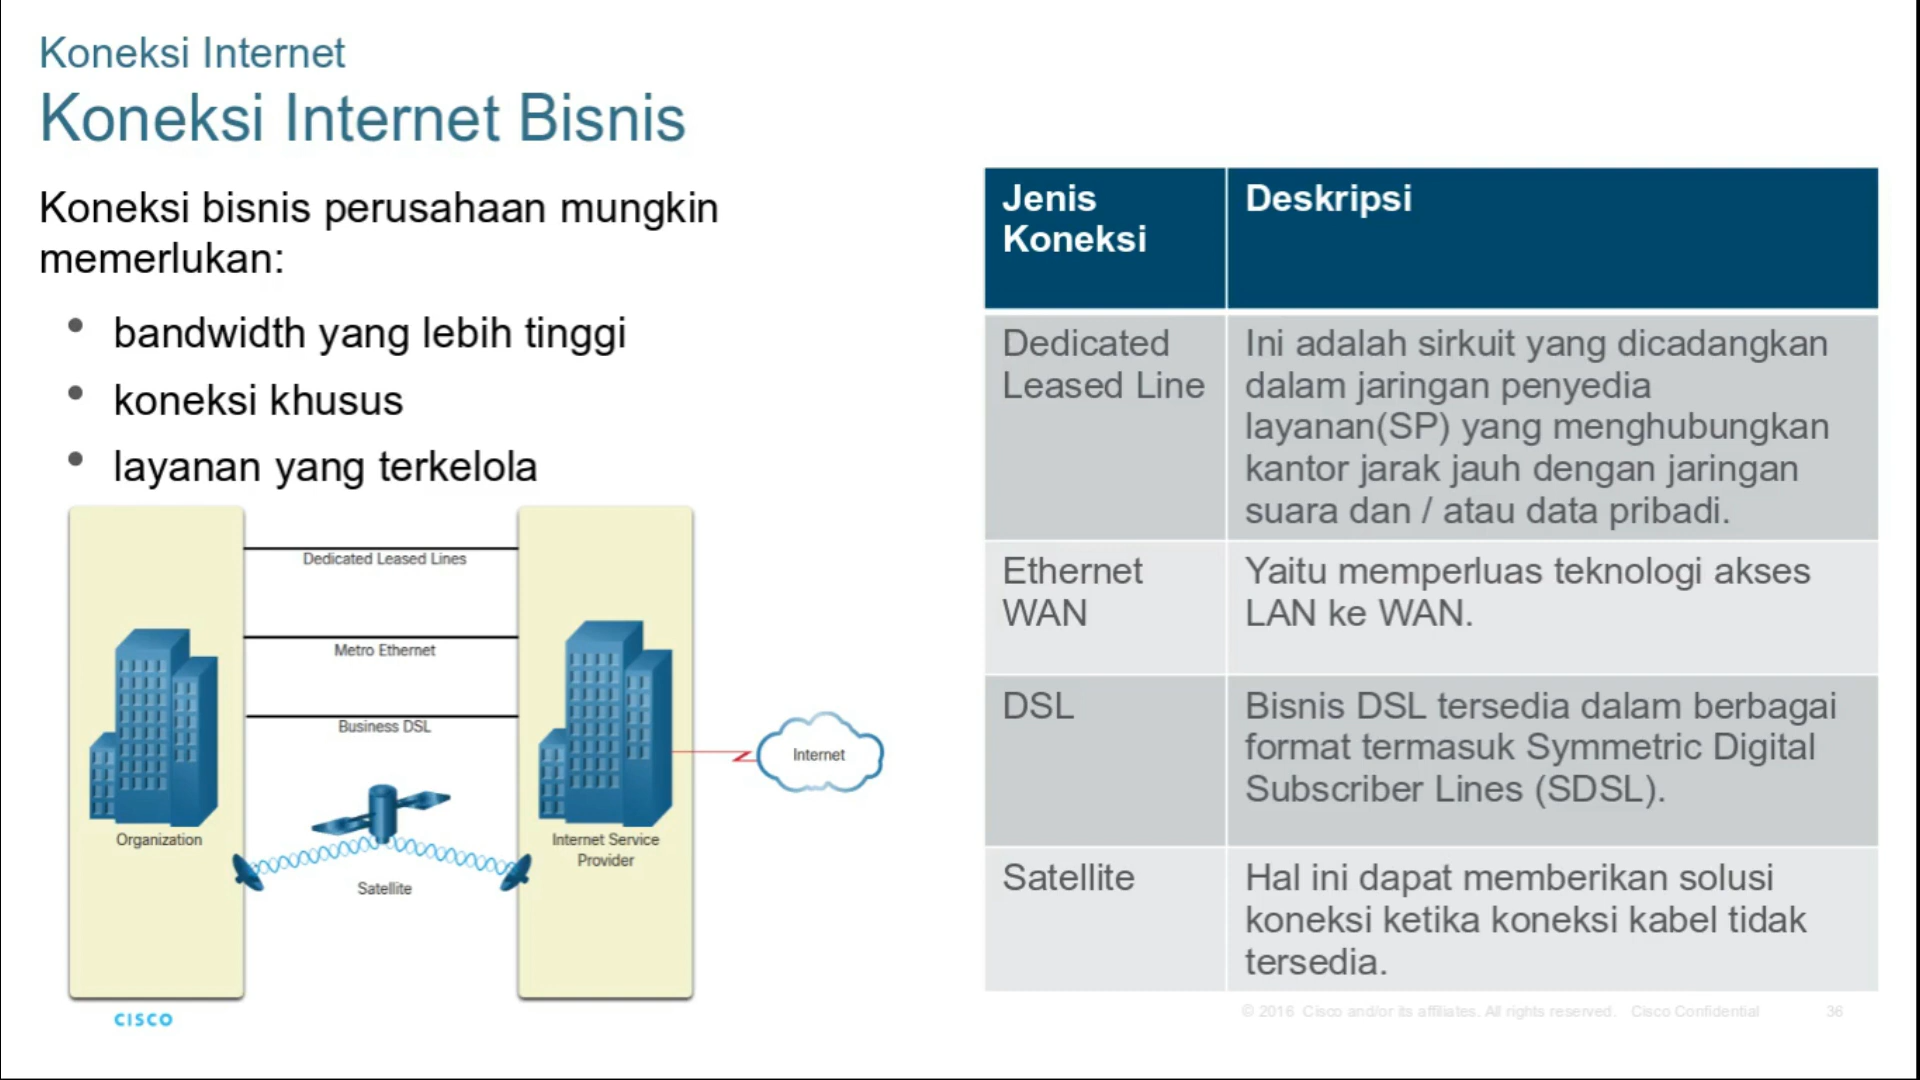 Koneksi Internet
Koneksi Internet Bisnis
Koneksi bisnis perusahaan mungkin
memerlukan:
• bandwidth yang lebih tinggi
• koneksi khusus
• layanan yang terkelola
Dedicated Leased Lines
Metro Ethernet
Business DSL
Internet
Organization
Internet Service
Provider
Satellite
CISCO
Jenis
Koneksi
Deskripsi
Dedicated
Leased Line
Ini adalah sirkuit yang dicadangkan
dalam jaringan penyedia
layanan(SP) yang menghubungkan
kantor jarak jauh dengan jaringan
suara dan / atau data pribadi.
Ethernet
WAN
Yaitu memperluas teknologi akses
LAN ke WAN.
DSL
Bisnis DSL tersedia dalam berbagai
format termasuk Symmetric Digital
Subscriber Lines (SDSL).
Satellite
Hal ini dapat memberikan solusi
koneksi ketika koneksi kabel tidak
tersedia.
© 2016 Cisco and/or its affiliates. All rights reserved. Cisco Confidential 36